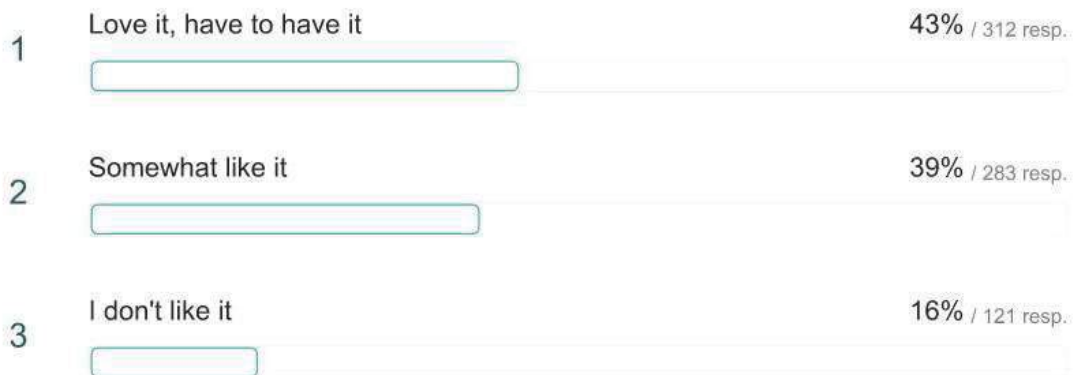 1 Love it, have to have it 43% / 312 resp.
2 Somewhat like it 39% / 283 resp.
3 I don't like it 16% / 121 resp.